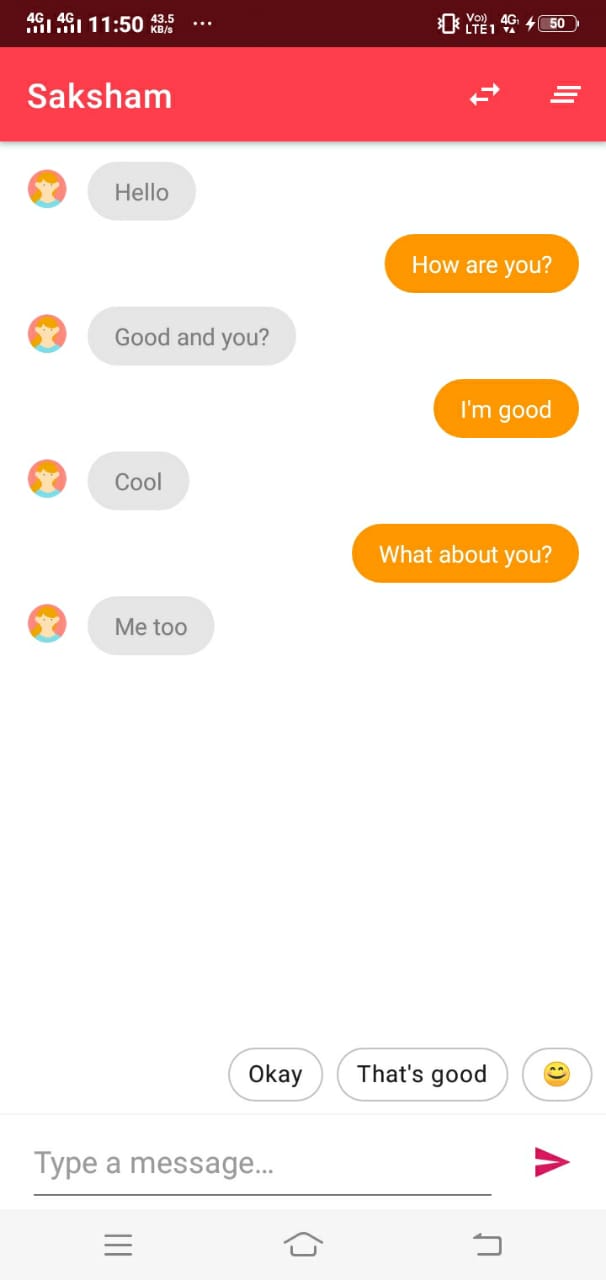 4G 4G 11:50 43.5 KB/s ... Vo) LTE1 4G 50
Saksham
Hello
How are you?
Good and you?
I'm good
Cool
What about you?
Me too
Okay That's good 😊
Type a message...